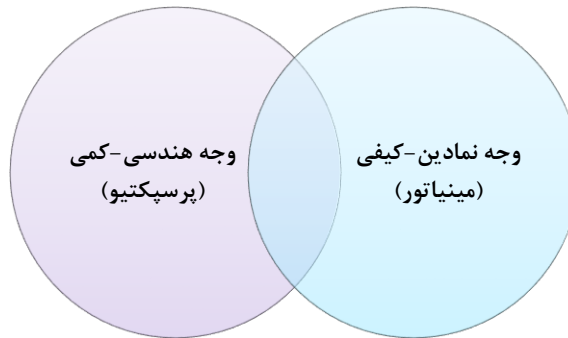 وجه نمادین-کیفی
(مینیاتور)
وجه هندسی-کمی
(پرسپکتیو)